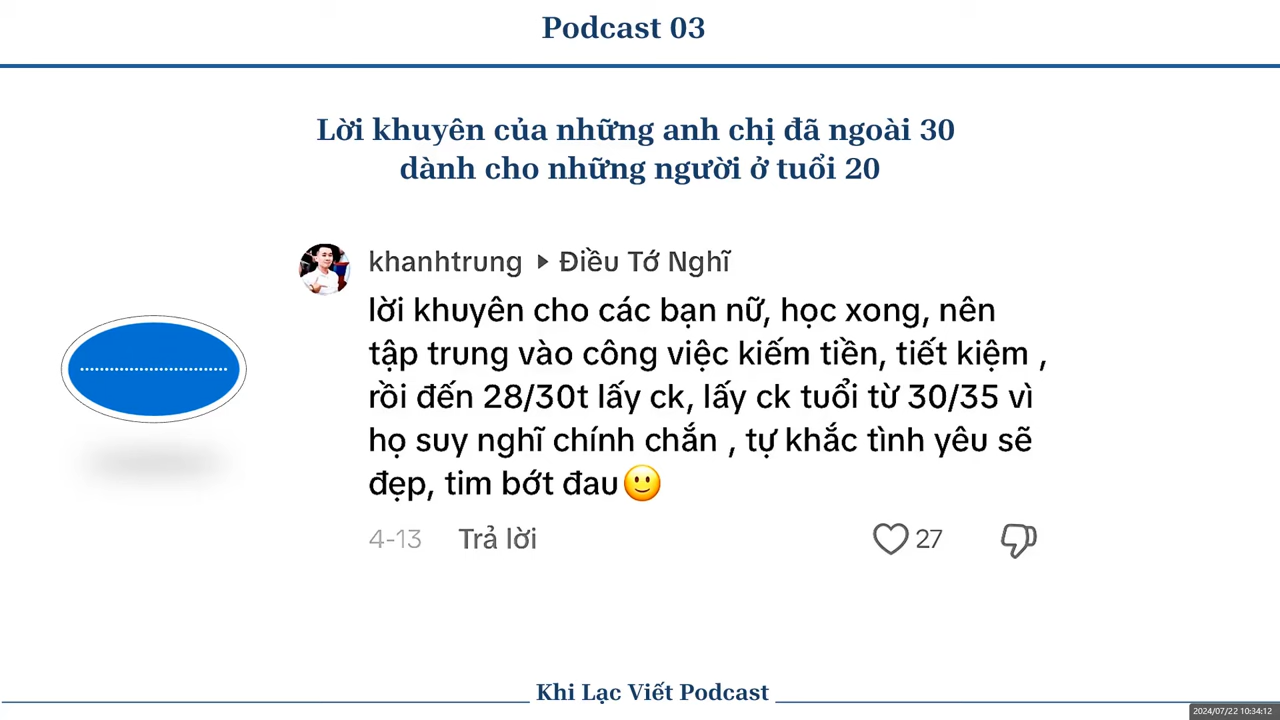 Podcast 03
Lời khuyên của những anh chị đã ngoài 30
dành cho những người ở tuổi 20
khanhtrung ▸ Điều Tớ Nghĩ
lời khuyên cho các bạn nữ, học xong, nên
tập trung vào công việc kiếm tiền, tiết kiệm ,
rồi đến 28/30t lấy ck, lấy ck tuổi từ 30/35 vì
họ suy nghĩ chính chắn , tự khắc tình yêu sẽ
đẹp, tim bớt đau🙂
4-13 Trả lời 27
Khi Lạc Viết Podcast
2024/07/22 10:34:12